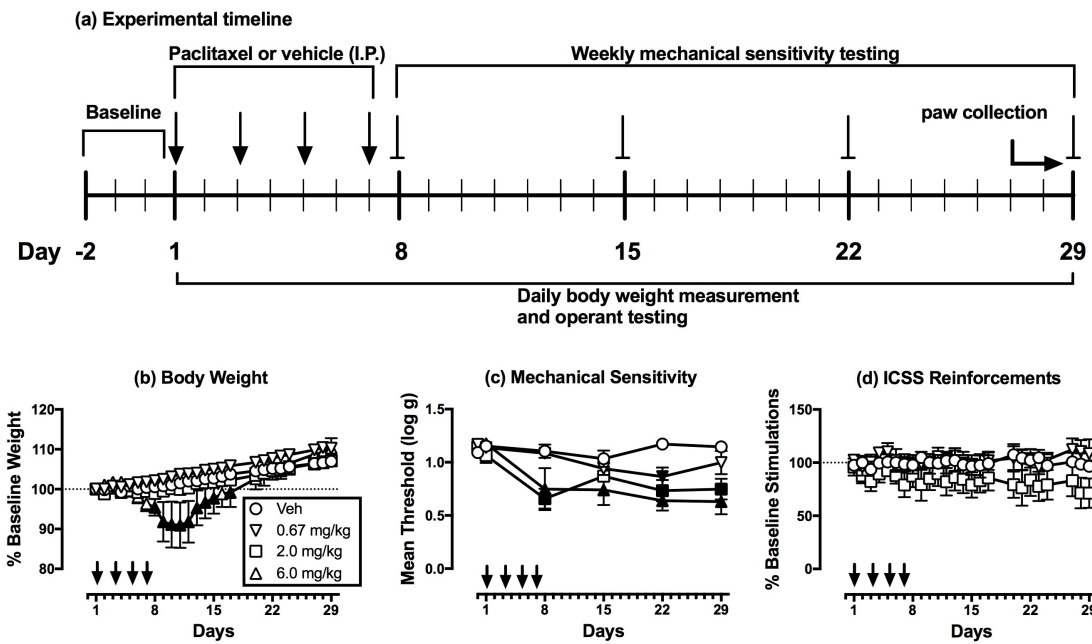 (a) Experimental timeline
Paclitaxel or vehicle (I.P.)
Weekly mechanical sensitivity testing
Baseline
paw collection
Day -2 1 8 15 22 29
Daily body weight measurement
and operant testing
(b) Body Weight
% Baseline Weight
120
110
100
90
80
Veh
0.67 mg/kg
2.0 mg/kg
6.0 mg/kg
1 8 15 22 29
Days
(c) Mechanical Sensitivity
Mean Threshold (log g)
1.5
1.0
0.5
0.0
1 8 15 22 29
Days
(d) ICSS Reinforcements
% Baseline Stimulations
150
100
50
0
1 8 15 22 29
Days